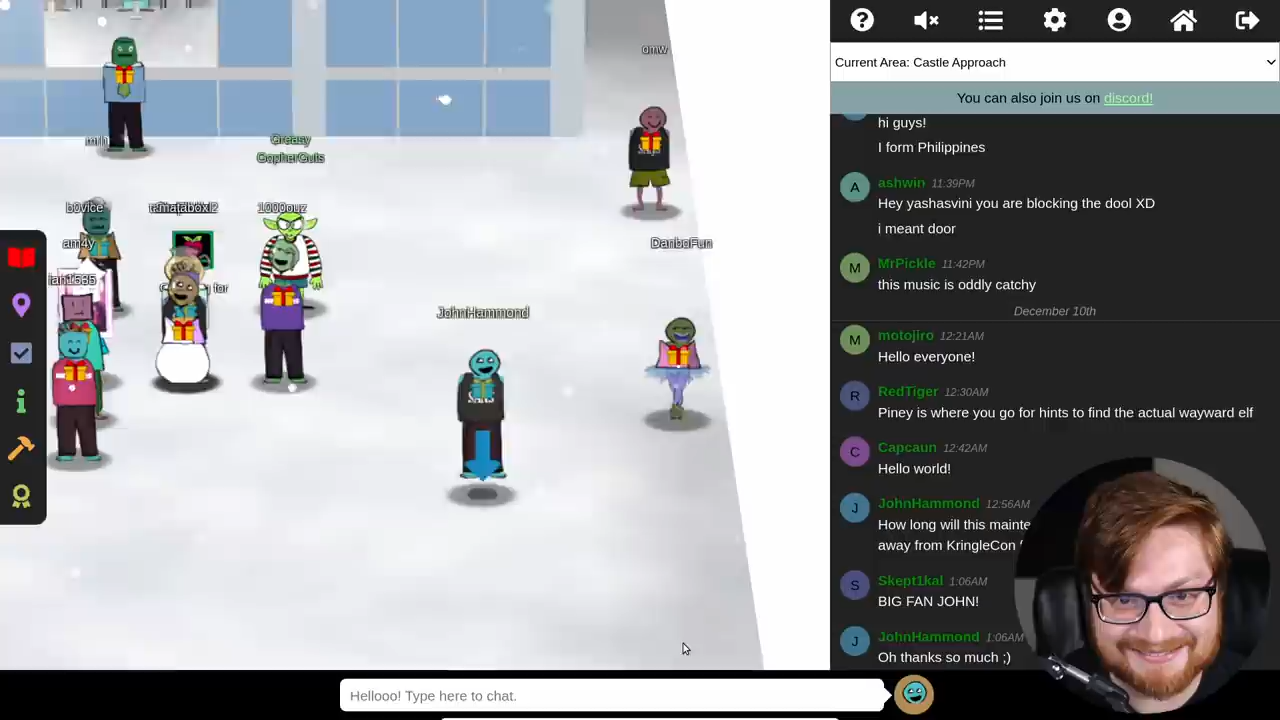 Current Area: Castle Approach
You can also join us on discord!
hi guys!
I form Philippines
A
ashwin 11:39PM
Hey yashasvini you are blocking the dool XD
i meant door
M
MrPickle 11:42PM
this music is oddly catchy
December 10th
M
motojiro 12:21AM
Hello everyone!
R
RedTiger 12:30AM
Piney is where you go for hints to find the actual wayward elf
C
Capcaun 12:42AM
Hello world!
J
JohnHammond 12:56AM
How long will this mainte
away from KringleCon
S
Skept1kal 1:06AM
BIG FAN JOHN!
J
JohnHammond 1:06AM
Oh thanks so much ;)
omw
mrh
Greasy
GopherGuts
b0vice
1000ouz
am4y
DanboFun
for
JohnHammond
Hellooo! Type here to chat.